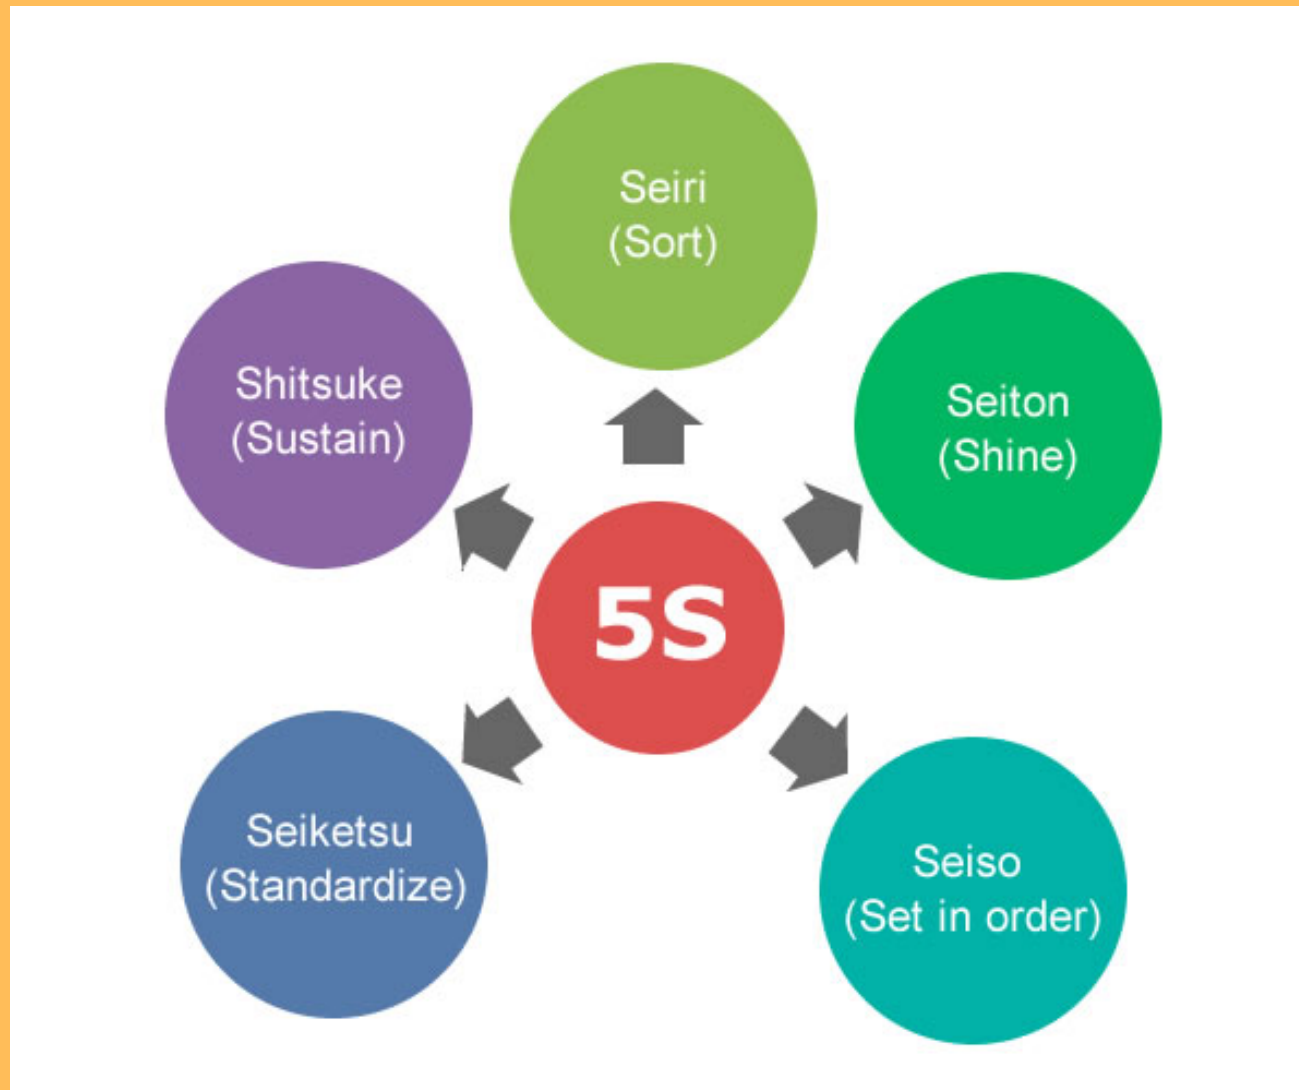 Seiri
(Sort)
Seiton
(Shine)
Seiso
(Set in order)
Seiketsu
(Standardize)
Shitsuke
(Sustain)
5S